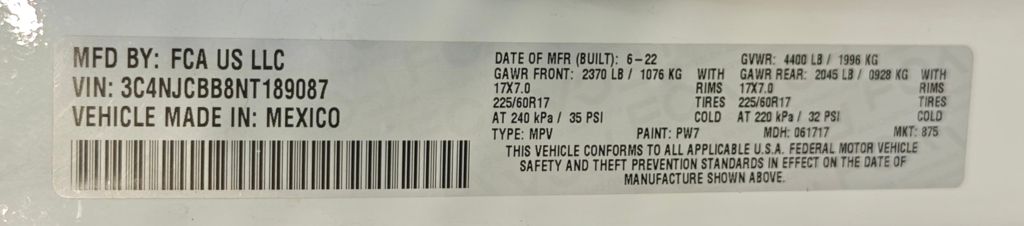 MFD BY: FCA US LLC
VIN: 3C4NJCBB8NT189087
VEHICLE MADE IN: MEXICO
DATE OF MFR (BUILT): 6-22
GAWR FRONT: 2370 LB / 1076 KG WITH
17X7.0 RIMS
225/60R17 TIRES
AT 240 kPa / 35 PSI COLD
TYPE: MPV PAINT: PW7
GVWR: 4400 LB / 1996 KG
GAWR REAR: 2045 LB / 0928 KG WITH
17X7.0 RIMS
225/60R17 TIRES
AT 220 kPa / 32 PSI COLD
MDH: 061717 MKT: 875
THIS VEHICLE CONFORMS TO ALL APPLICABLE U.S.A. FEDERAL MOTOR VEHICLE
SAFETY AND THEFT PREVENTION STANDARDS IN EFFECT ON THE DATE OF
MANUFACTURE SHOWN ABOVE.